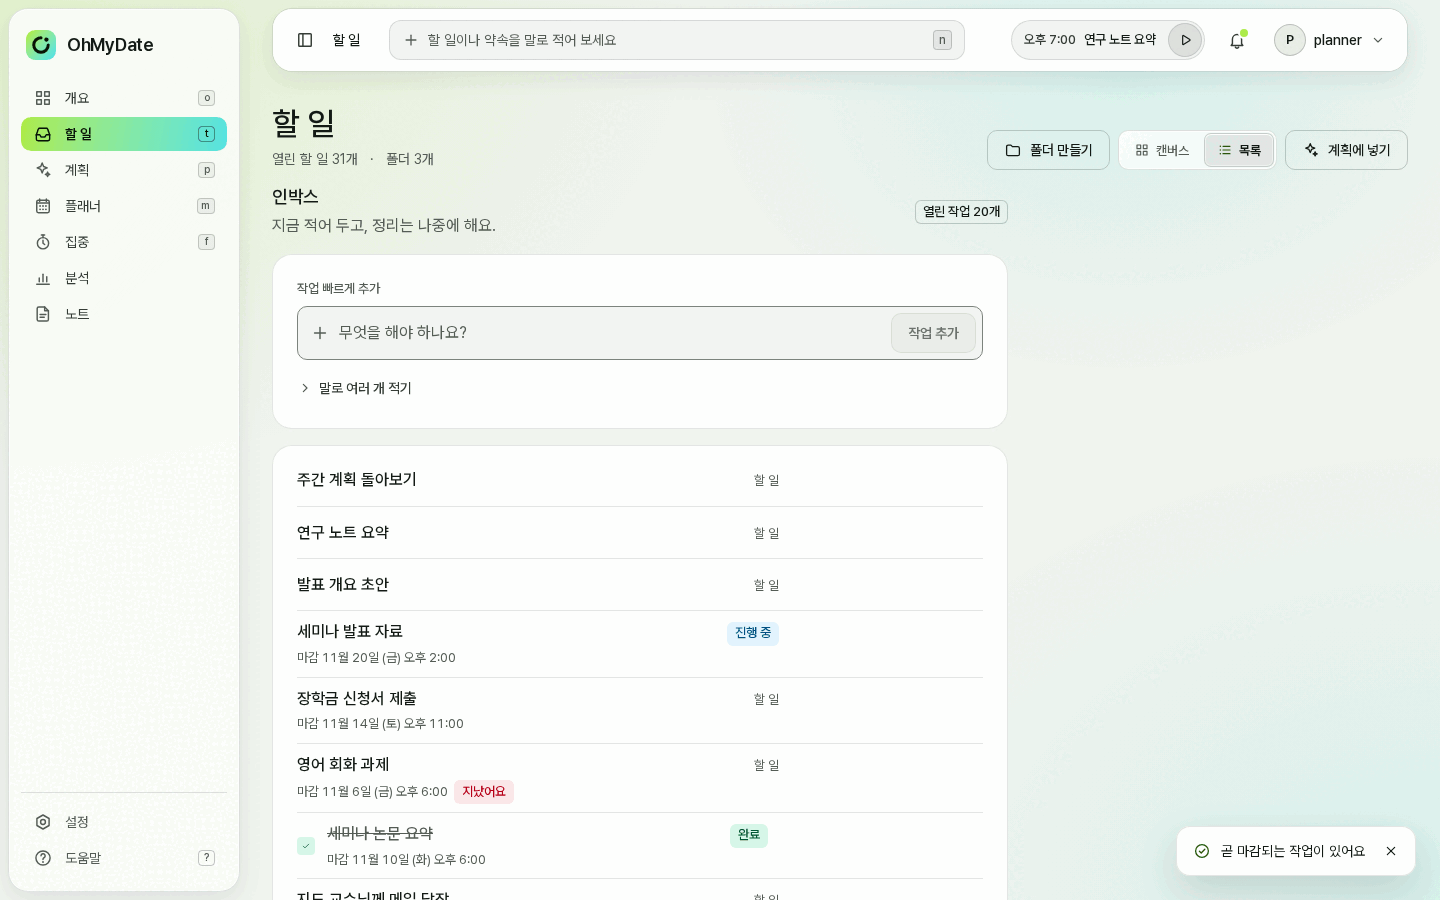 OhMyDate
개요 o
할 일 t
계획 p
플래너 m
집중 f
분석
노트
설정
도움말 ?
할 일
할 일이나 약속을 말로 적어 보세요 n
오후 7:00 연구 노트 요약
P planner
할 일
열린 할 일 31개 · 폴더 3개
폴더 만들기
캔버스
목록
계획에 넣기
인박스
지금 적어 두고, 정리는 나중에 해요.
열린 작업 20개
작업 빠르게 추가
무엇을 해야 하나요?
작업 추가
말로 여러 개 적기
주간 계획 돌아보기 할 일
연구 노트 요약 할 일
발표 개요 초안 할 일
세미나 발표 자료 진행 중
마감 11월 20일 (금) 오후 2:00
장학금 신청서 제출 할 일
마감 11월 14일 (토) 오후 11:00
영어 회화 과제 할 일
마감 11월 6일 (금) 오후 6:00 지났어요
세미나 논문 요약 완료
마감 11월 10일 (화) 오후 6:00
지도 교수님께 메일 답장 할 일
곧 마감되는 작업이 있어요